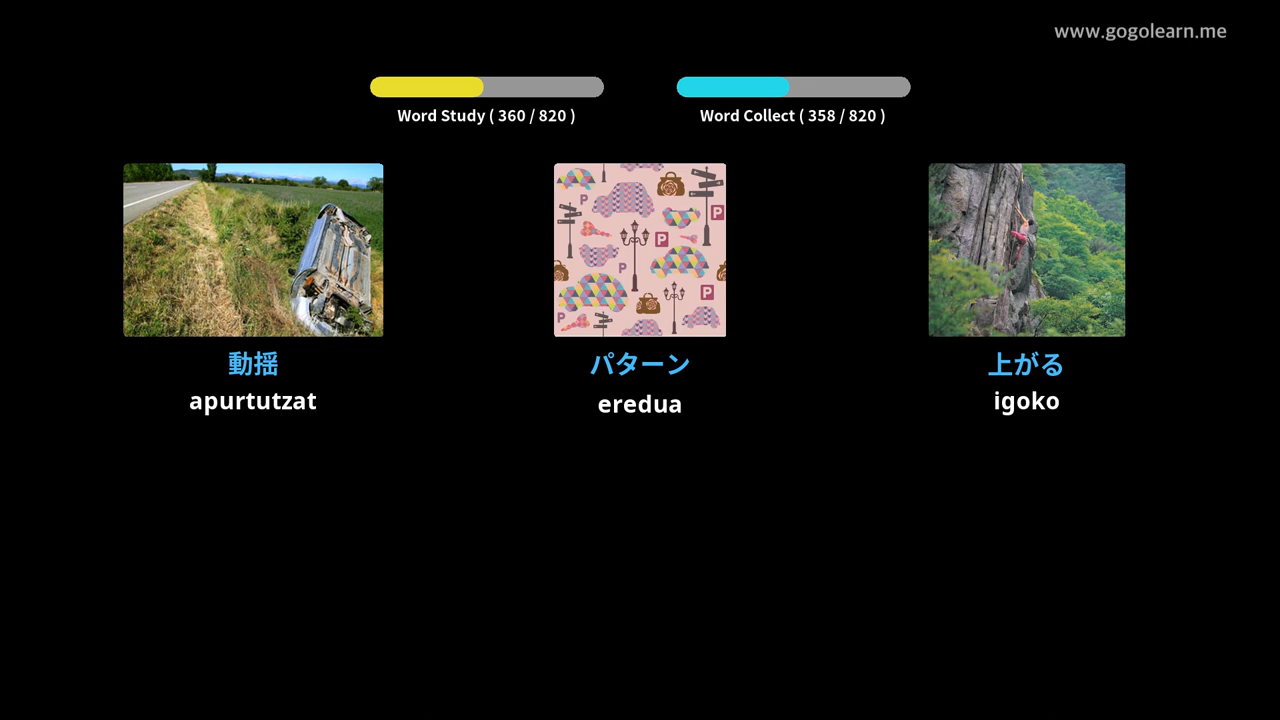 www.gogolearn.me
Word Study ( 360 / 820 )
Word Collect ( 358 / 820 )
P
P
P
P
P
P
動揺
apurtutzat
パターン
eredua
上がる
igoko